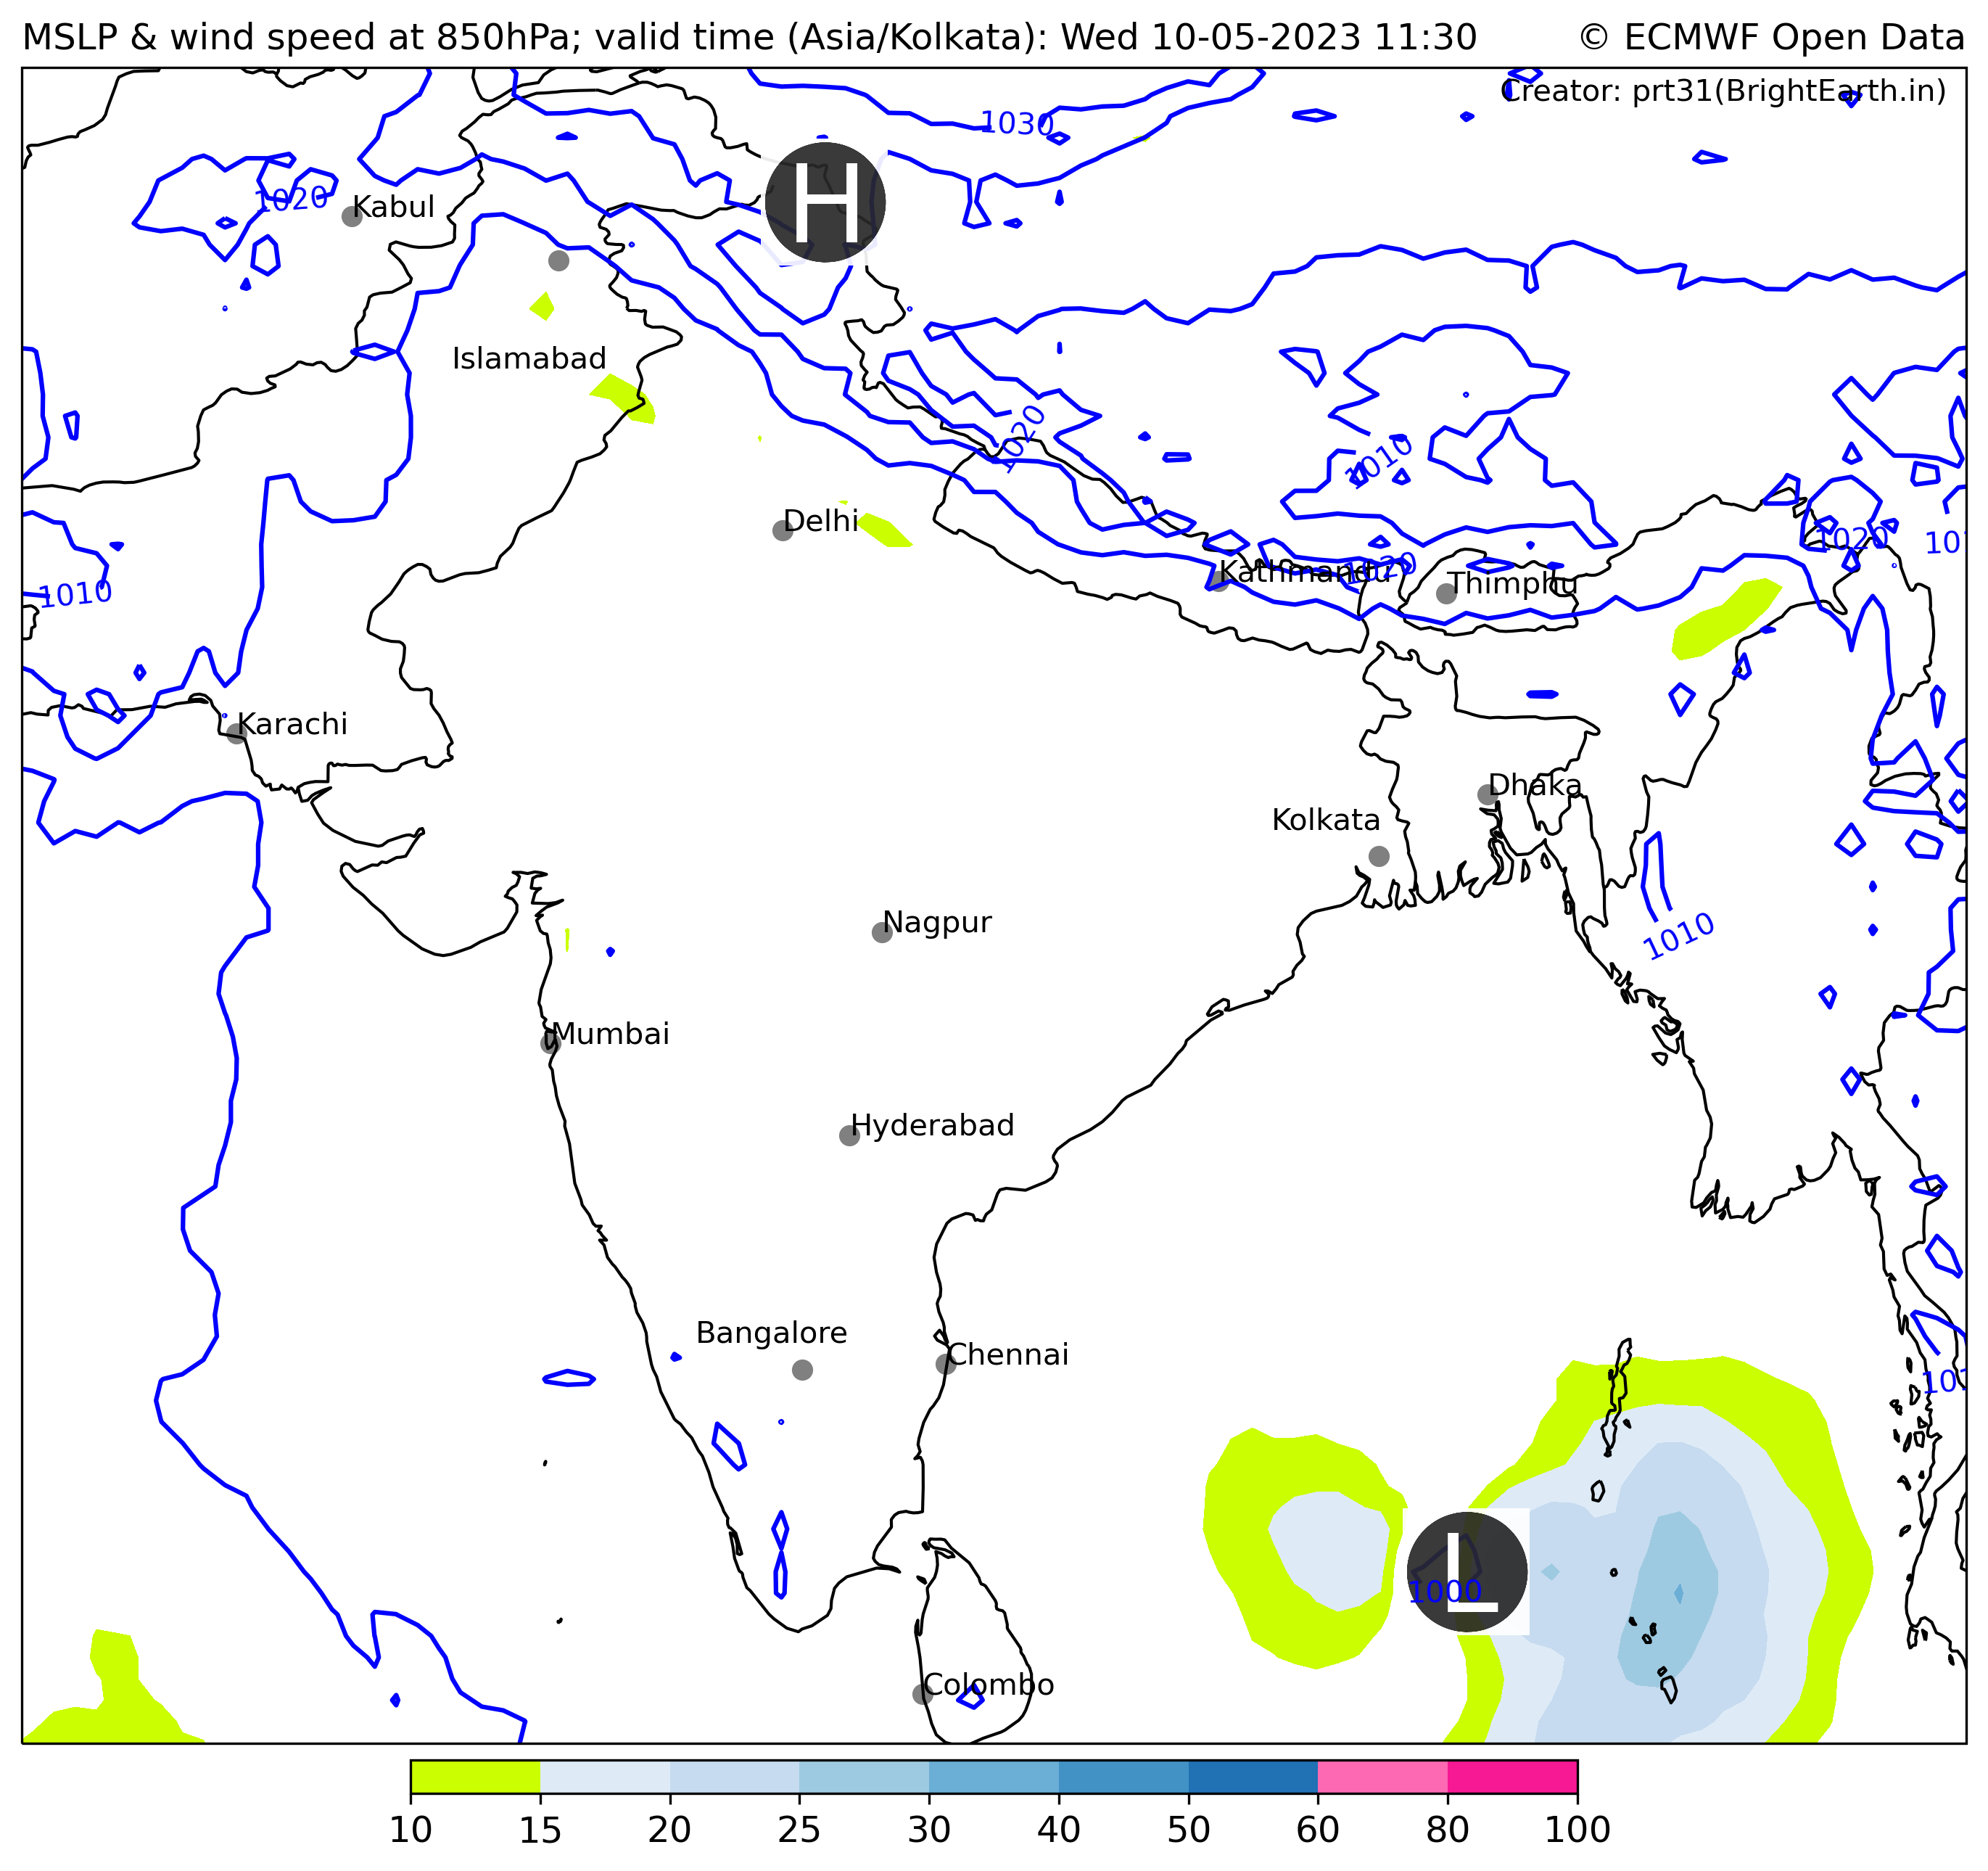 MSLP & wind speed at 850hPa; valid time (Asia/Kolkata): Wed 10-05-2023 11:30 © ECMWF Open Data
Creator: prt31(BrightEarth.in)
1030
H
1020
Kabul
Islamabad
1020
1010
Delhi
1020
10
1010
Kathmandu
1020
Thimphu
Karachi
Dhaka
Kolkata
Nagpur
1010
Mumbai
Hyderabad
Bangalore
Chennai
10
L
1000
Colombo
10 15 20 25 30 40 50 60 80 100